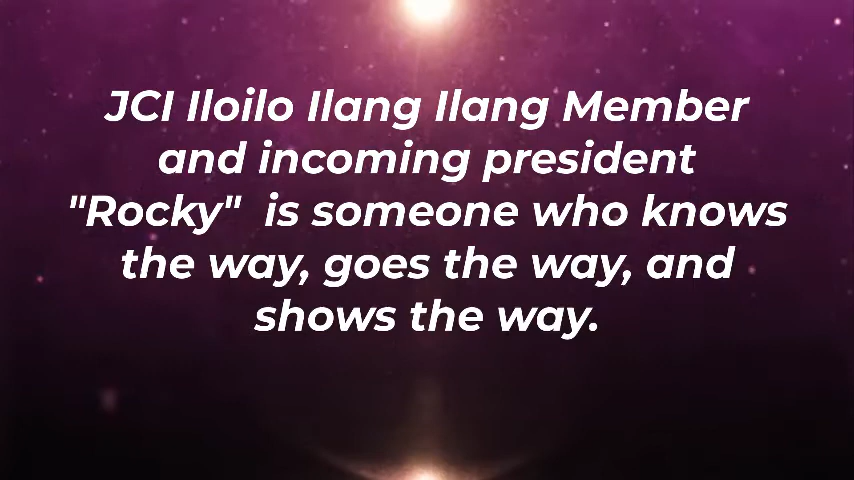 JCI Iloilo Ilang Ilang Member
and incoming president
"Rocky"  is someone who knows
the way, goes the way, and
shows the way.